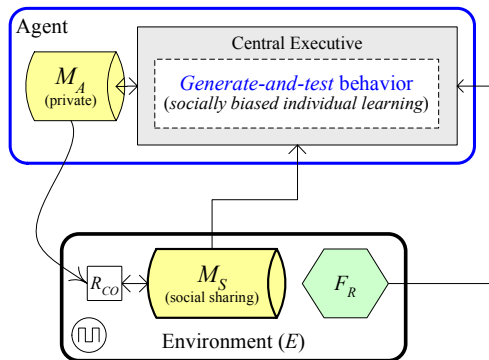 Agent
Central Executive
M_A
(private)
Generate-and-test behavior
(socially biased individual learning)
R_CO
M_S
(social sharing)
F_R
Environment (E)